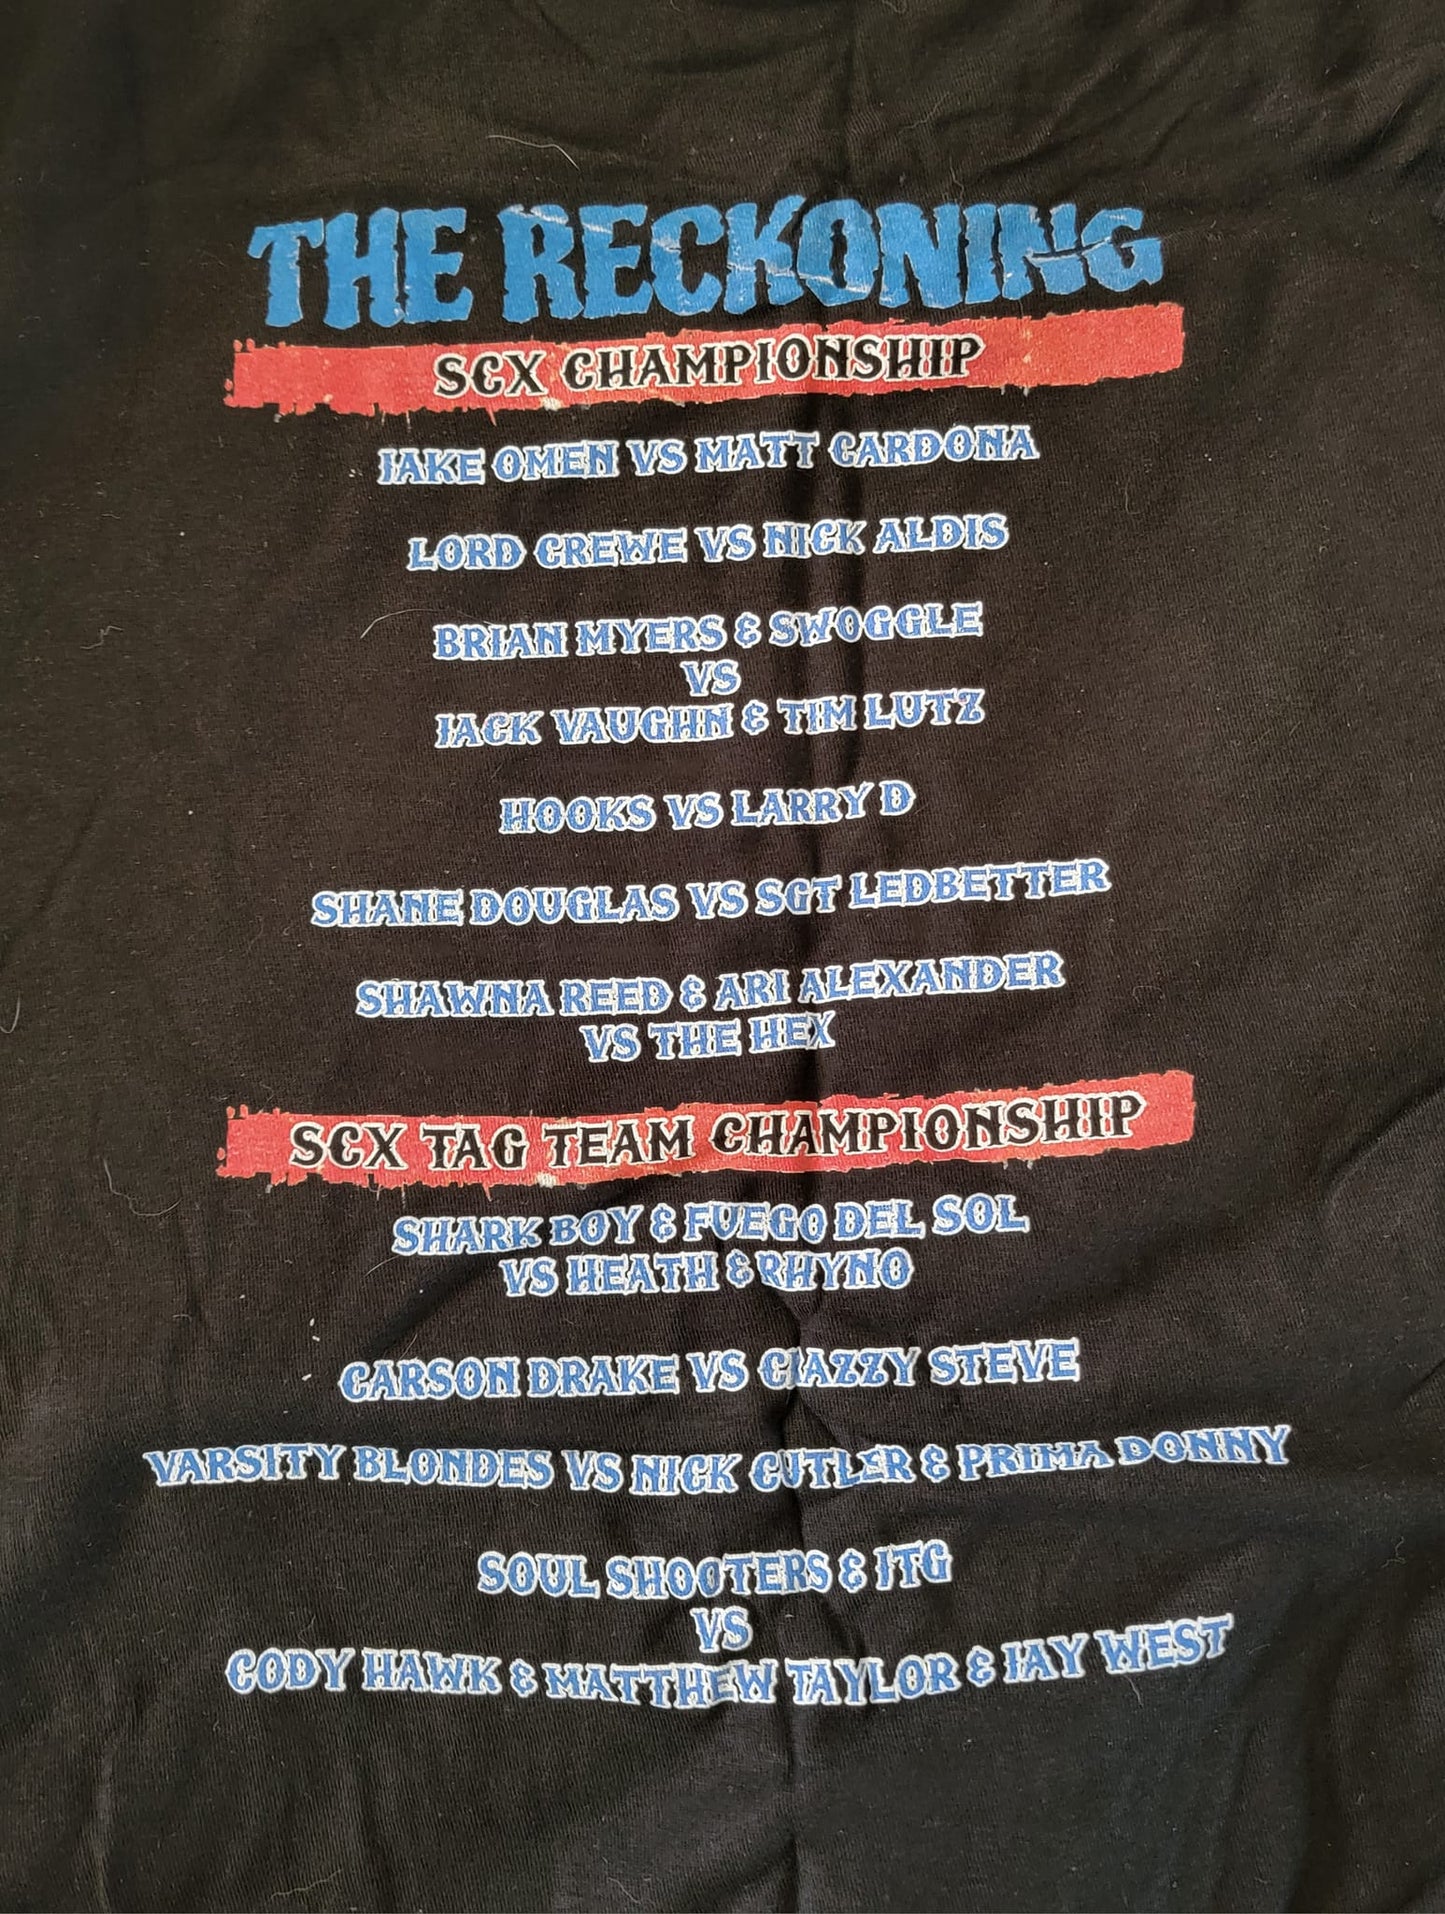 THE RECKONING
SCX CHAMPIONSHIP
JAKE OMEN VS MATT CARDONA
LORD CREWE VS NICK ALDIS
BRIAN MYERS & SWOGGLE
VS
JACK VAUGHN & TIM LUTZ
HOOKS VS LARRY D
SHANE DOUGLAS VS SGT LEDBETTER
SHAWNA REED & ARI ALEXANDER
VS THE HEX
SCX TAG TEAM CHAMPIONSHIP
SHARK BOY & FUEGO DEL SOL
VS HEATH & RHYNO
CARSON DRAKE VS STEVE
VARSITY BLONDES VS NICK CUTLER & PRIMA DONNY
SOUL SHOOTERS & JTG
VS
CODY HAWK & MATTHEW TAYLOR & JAY WEST